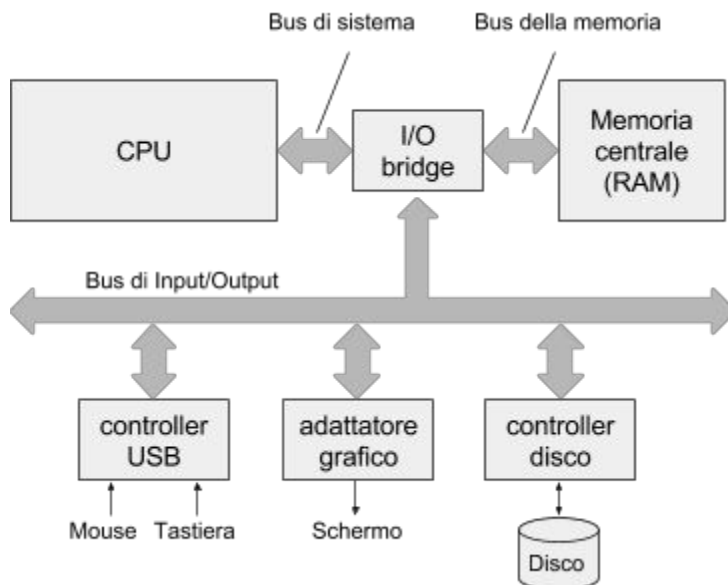 Bus di sistema
Bus della memoria
CPU
I/O
bridge
Memoria
centrale
(RAM)
Bus di Input/Output
controller
USB
adattatore
grafico
controller
disco
Mouse
Tastiera
Schermo
Disco